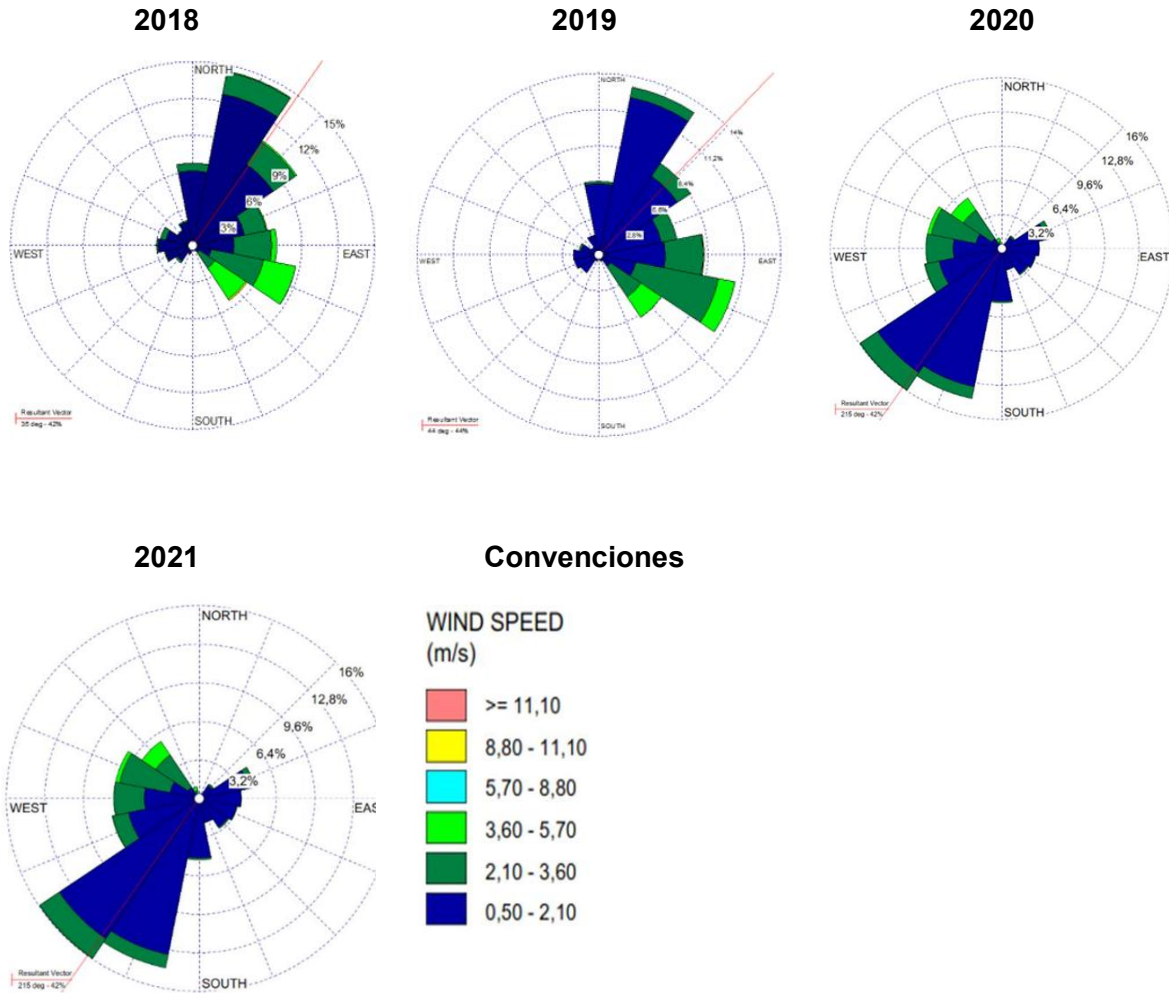 2018
2019
2020
NORTH
15%
12%
9%
6%
3%
WEST
EAST
SOUTH
Resultant Vector
35 deg - 42%
NORTH
14%
11,2%
8,4%
5,6%
2,8%
WEST
EAST
SOUTH
Resultant Vector
44 deg - 44%
NORTH
16%
12,8%
9,6%
6,4%
3,2%
WEST
EAST
SOUTH
Resultant Vector
215 deg - 42%
2021
Convenciones
NORTH
16%
12,8%
9,6%
6,4%
3,2%
WEST
EAS
SOUTH
Resultant Vector
215 deg - 42%
WIND SPEED
(m/s)
>= 11,10
8,80 - 11,10
5,70 - 8,80
3,60 - 5,70
2,10 - 3,60
0,50 - 2,10